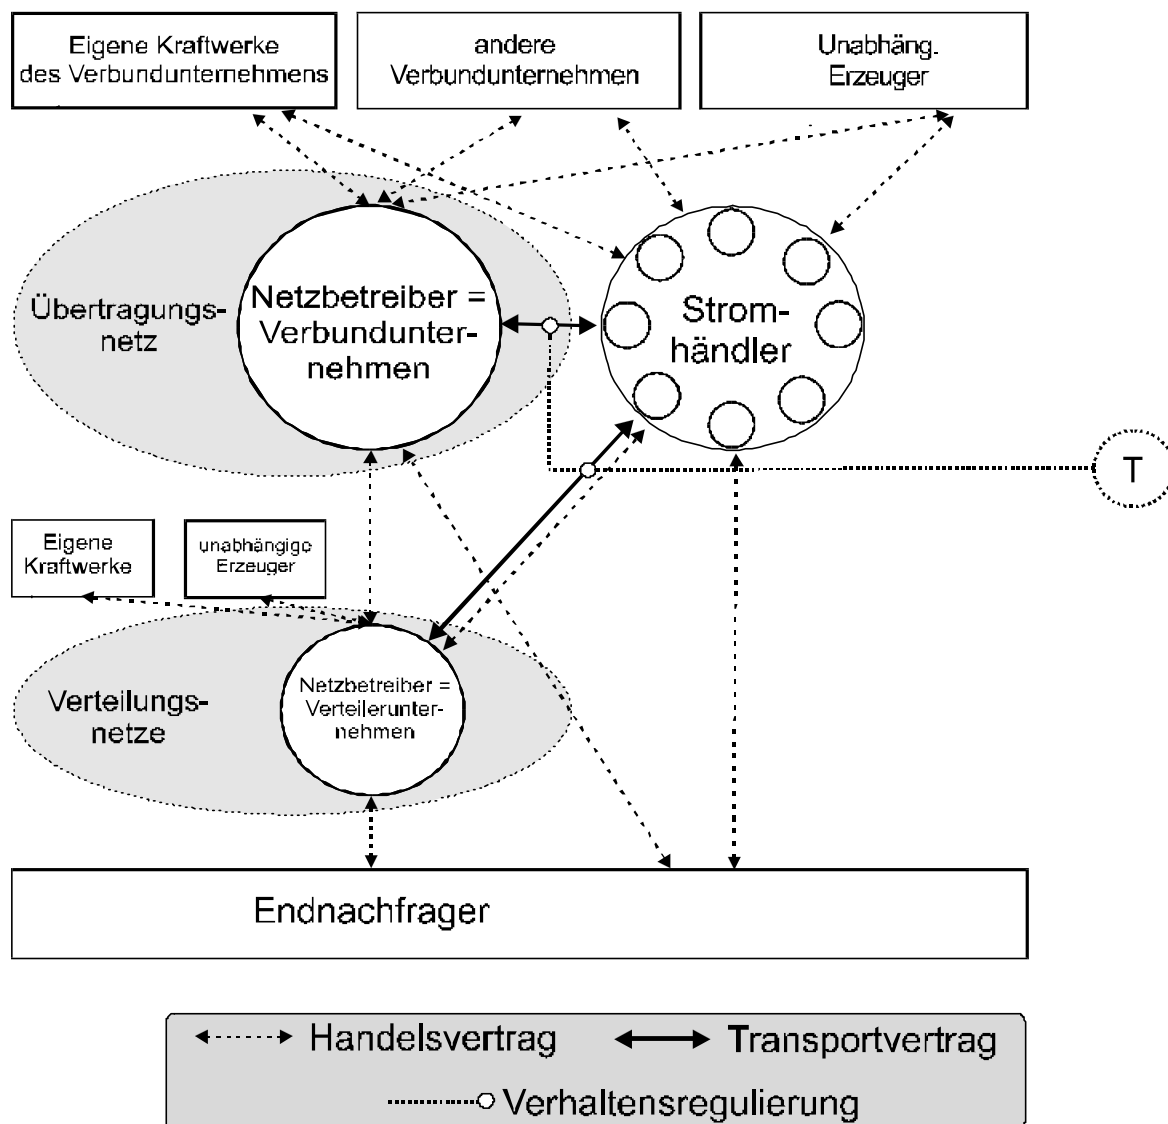 Eigene Kraftwerke
des Verbundunternehmens
andere
Verbundunternehmen
Unabhäng.
Erzeuger
Übertragungs-
netz
Netzbetreiber =
Verbundunter-
nehmen
Strom-
händler
T
Eigene
Kraftwerke
unabhängige
Erzeuger
Verteilungs-
netze
Netzbetreiber =
Verteilerunter-
nehmen
Endnachfrager
Handelsvertrag
Transportvertrag
Verhaltensregulierung